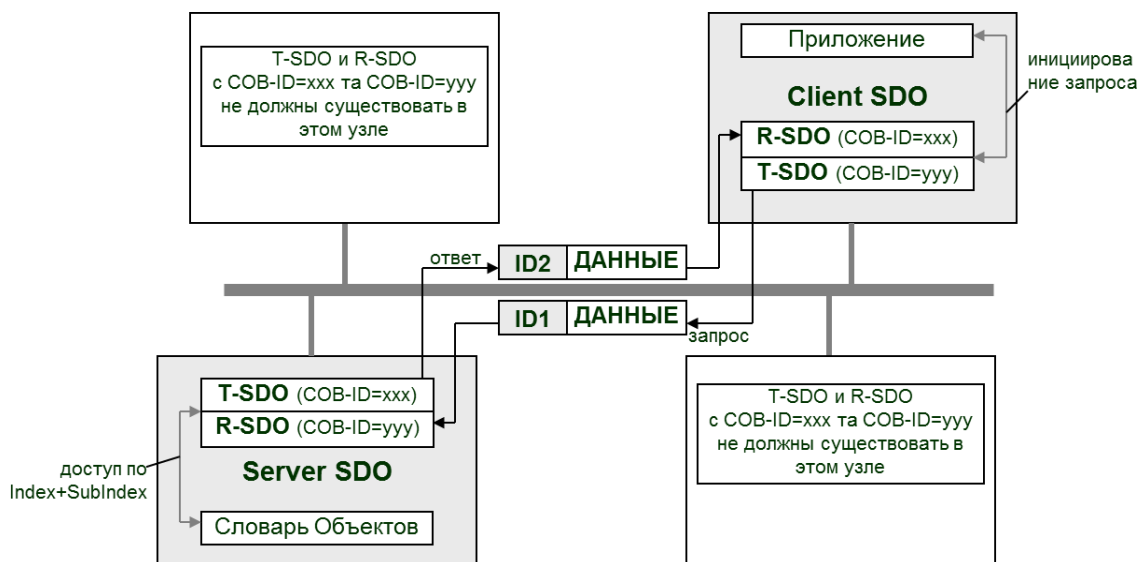 T-SDO и R-SDO
с COB-ID=xxx та COB-ID=yyy
не должны существовать в
этом узле
Приложение
инициирова
ние запроса
Client SDO
R-SDO (COB-ID=xxx)
T-SDO (COB-ID=yyy)
ответ
ID2 ДАННЫЕ
ID1 ДАННЫЕ
запрос
T-SDO (COB-ID=xxx)
R-SDO (COB-ID=yyy)
Server SDO
доступ по
Index+SubIndex
Словарь Объектов
T-SDO и R-SDO
с COB-ID=xxx та COB-ID=yyy
не должны существовать в
этом узле